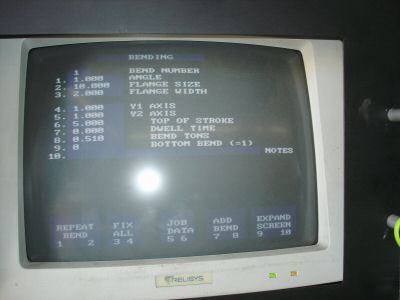 BENDING
1 BEND NUMBER
1. 1.000 ANGLE
2. 10.000 FLANGE SIZE
3. 2.000 FLANGE WIDTH
4. 1.000 Y1 AXIS
5. 1.000 Y2 AXIS
6. 5.000 TOP OF STROKE
7. 0.000 DWELL TIME
8. 0.510 BEND TONS
9. 0 BOTTOM BEND (=1)
10. NOTES
REPEAT FIX JOB ADD EXPAND
BEND ALL DATA BEND SCREEN
1 2 3 4 5 6 7 8 9 10
RELISYS